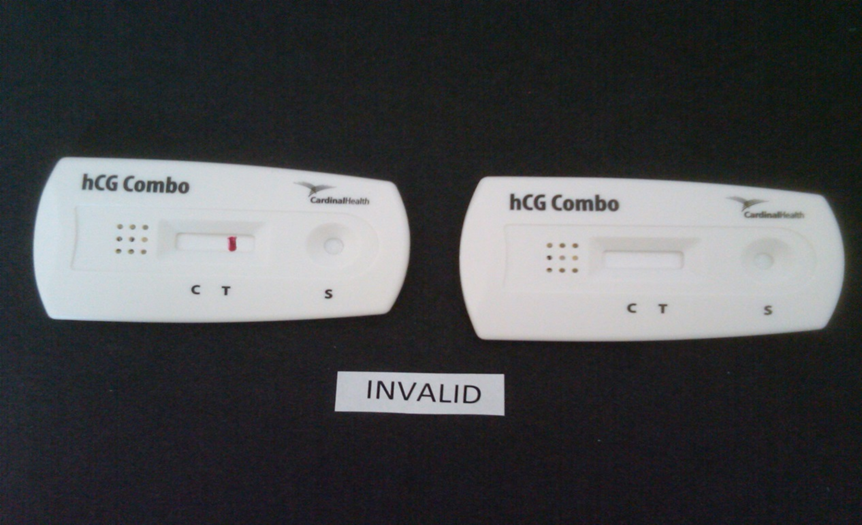 hCG Combo
CardinalHealth
C T
S
hCG Combo
CardinalHealth
C T
S
INVALID